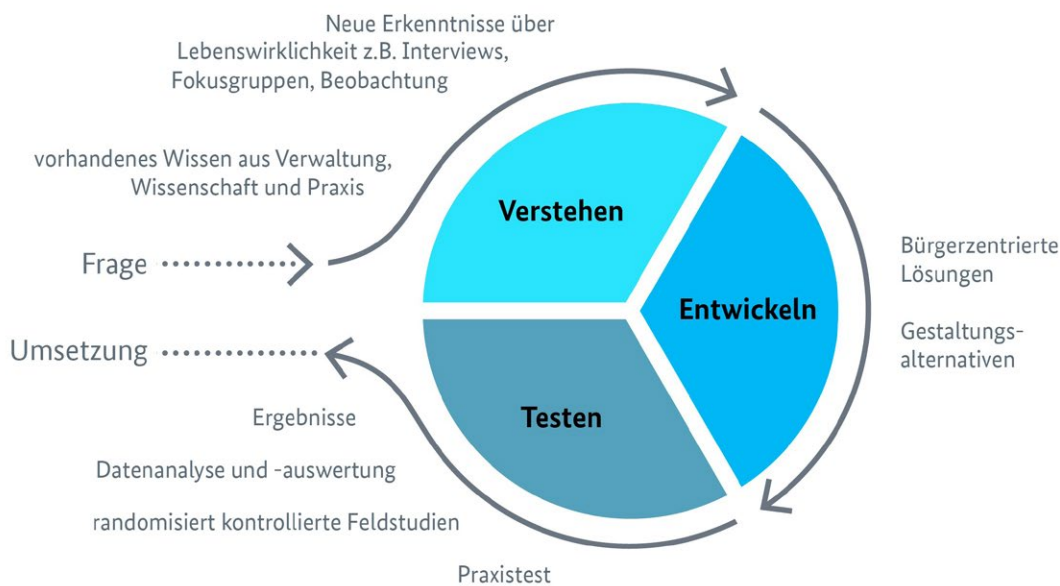 Neue Erkenntnisse über
Lebenswirklichkeit z.B. Interviews,
Fokusgruppen, Beobachtung
vorhandenes Wissen aus Verwaltung,
Wissenschaft und Praxis
Frage
Verstehen
Entwickeln
Bürgerzentrierte
Lösungen
Gestaltungs-
alternativen
Testen
Praxistest
randomisiert kontrollierte Feldstudien
Datenanalyse und -auswertung
Ergebnisse
Umsetzung